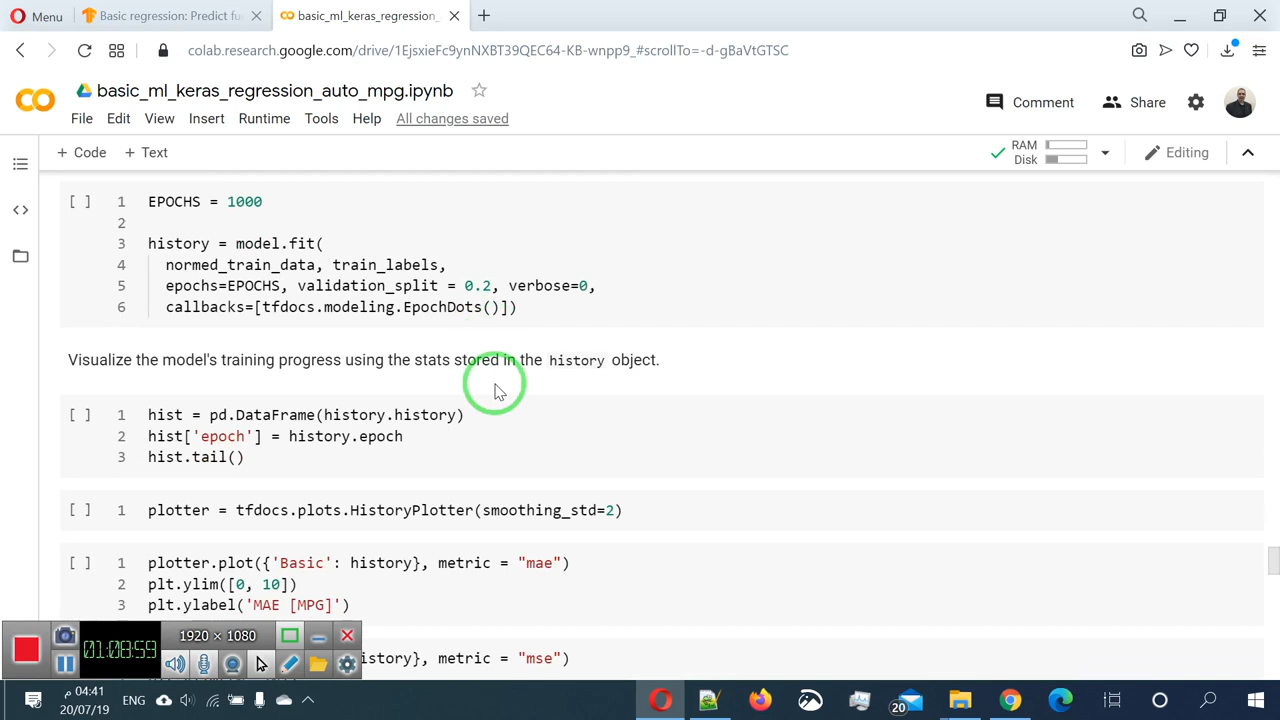 Menu
Basic regression: Predict fu
basic_ml_keras_regression_
colab.research.google.com/drive/1EjsxieFc9ynNXBT39QEC64-KB-wnpp9_#scrollTo=-d-gBaVtGTSC
basic_ml_keras_regression_auto_mpg.ipynb
Comment
Share
File Edit View Insert Runtime Tools Help All changes saved
+ Code + Text
RAM
Disk
Editing
[ ] 1 EPOCHS = 1000
2
3 history = model.fit(
4 normed_train_data, train_labels,
5 epochs=EPOCHS, validation_split = 0.2, verbose=0,
6 callbacks=[tfdocs.modeling.EpochDots()])
Visualize the model's training progress using the stats stored in the history object.
[ ] 1 hist = pd.DataFrame(history.history)
2 hist['epoch'] = history.epoch
3 hist.tail()
[ ] 1 plotter = tfdocs.plots.HistoryPlotter(smoothing_std=2)
[ ] 1 plotter.plot({'Basic': history}, metric = "mae")
2 plt.ylim([0, 10])
3 plt.ylabel('MAE [MPG]')
istory}, metric = "mse")
1920 × 1080
01:08:59
04:41 م
20/07/19
ENG
20